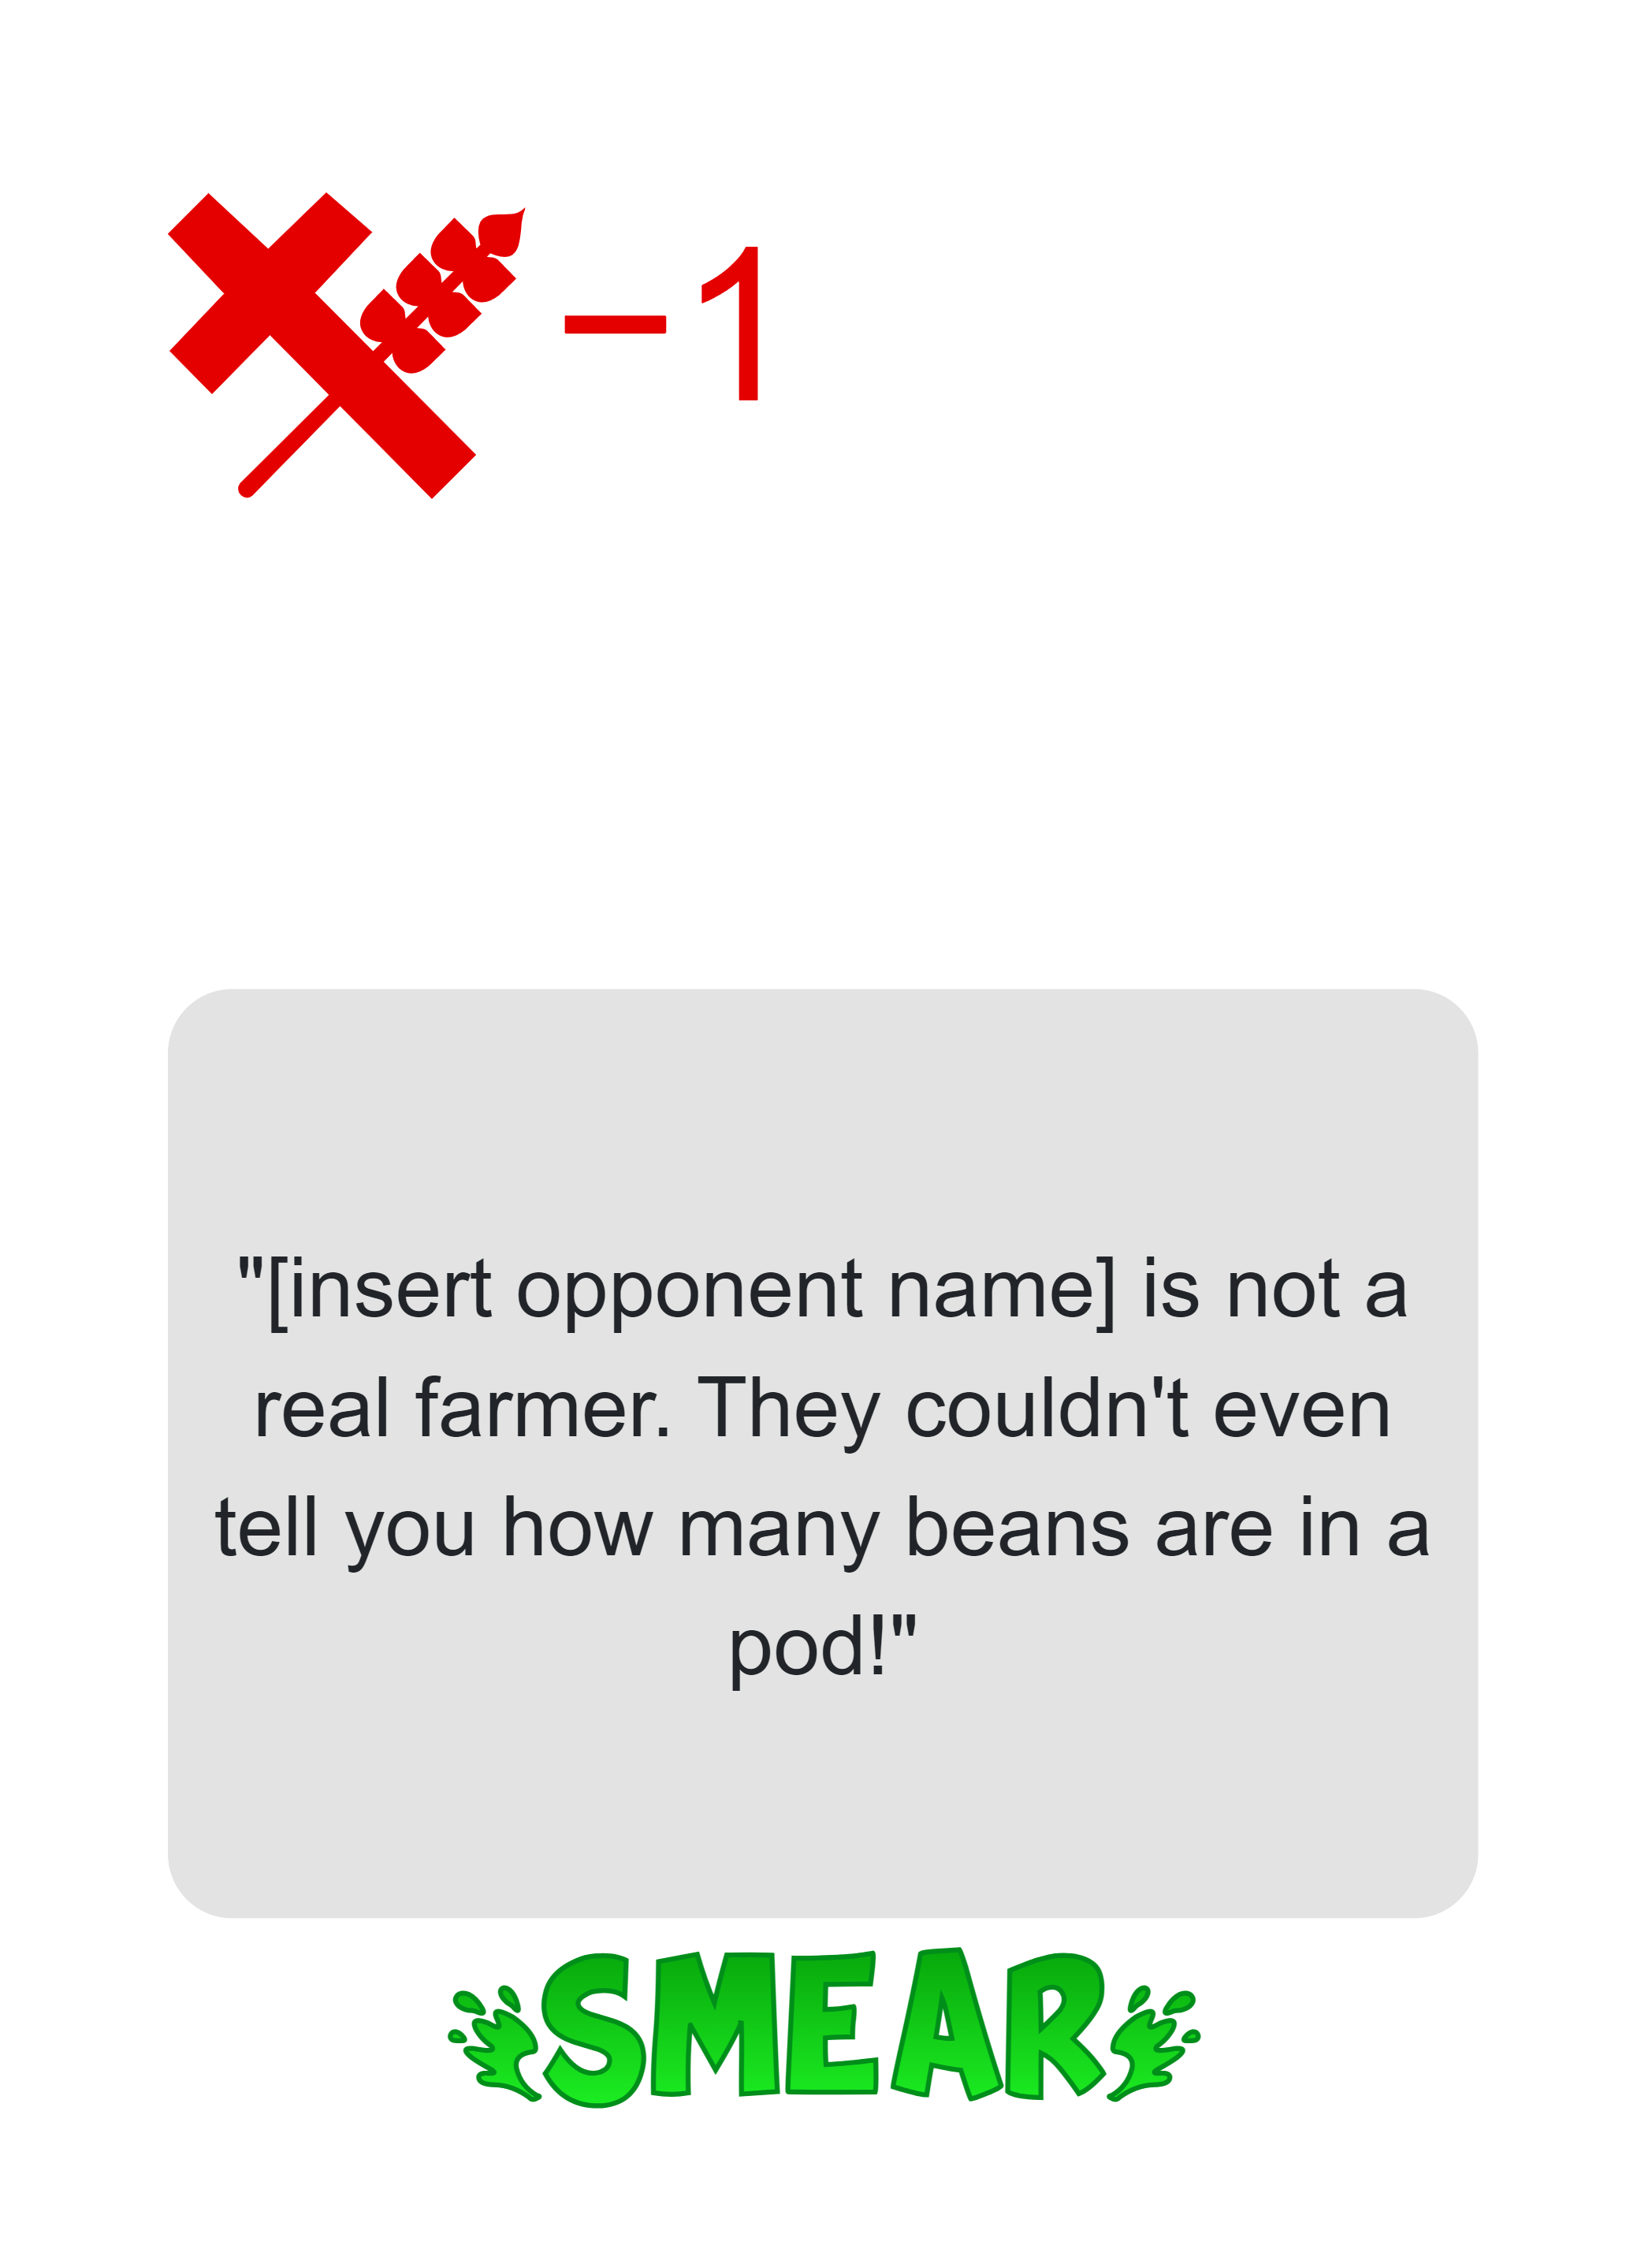 –1
"[insert opponent name] is not a
real farmer. They couldn't even
tell you how many beans are in a
pod!"
SMEAR